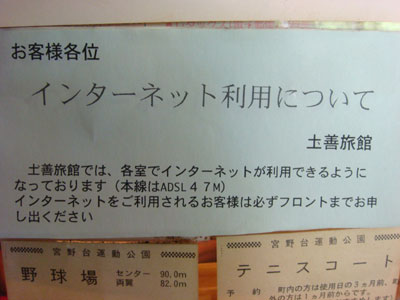 お客様各位
インターネット利用について
土善旅館
土善旅館では、各室でインターネットが利用できるように
なっております（本線はADSL４７M）
インターネットをご利用されるお客様は必ずフロントまでお申
し出ください
宮野台運動公園
野球場 センター 90.0m
両翼 82.0m
宮野台運動公園
テニスコート
予約 町内の方は使用日の3ヵ月前、町
外の方は1ヵ月前からです。